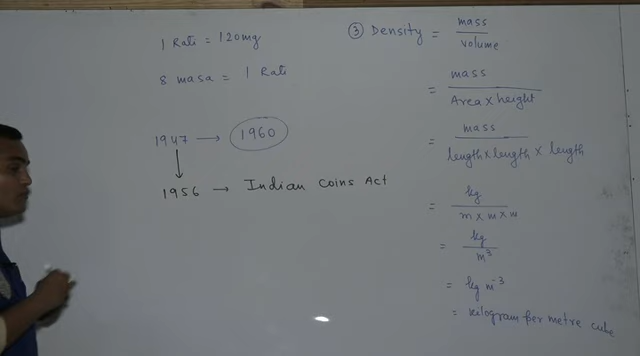 1 Rati = 120mg
8 masa = 1 Rati
1947 → 1960
1956 → Indian Coins Act
③ Density = mass / volume
= mass / Area × height
= mass / length × length × length
= kg / m × m × m
= kg / m³
= kg m⁻³
= kilogram per metre cube